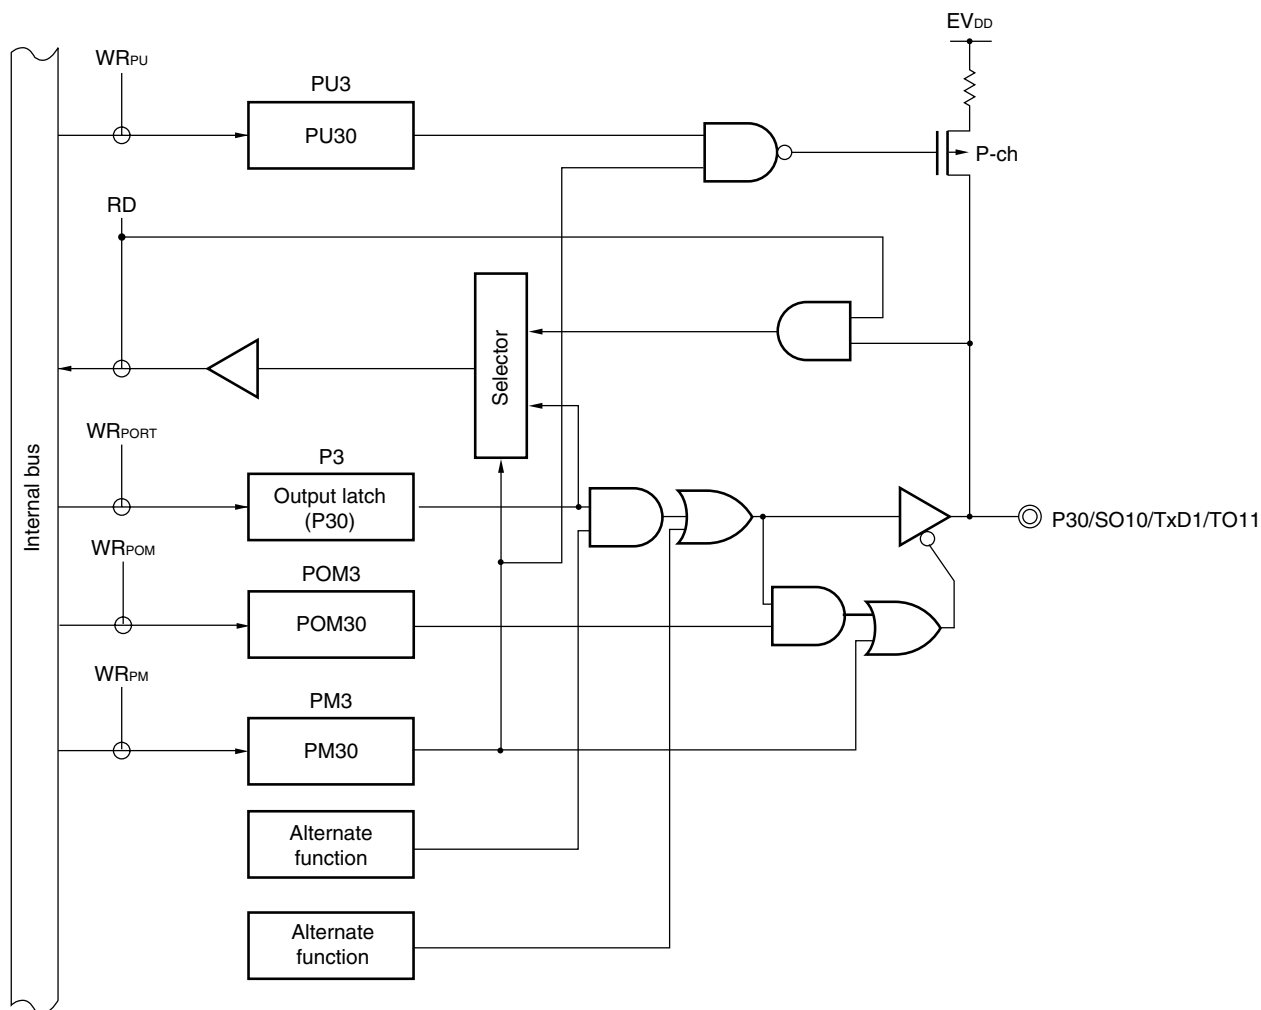 EVDD
WRPU
PU3
PU30
P-ch
RD
Selector
WRPORT
P3
Output latch
(P30)
Internal bus
P30/SO10/TxD1/TO11
WRPOM
POM3
POM30
WRPM
PM3
PM30
Alternate
function
Alternate
function